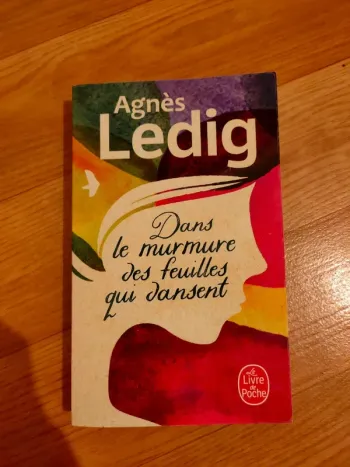 Agnès
Ledig
Dans
le murmure
des feuilles
qui dansent
Le
Livre
de
Poche